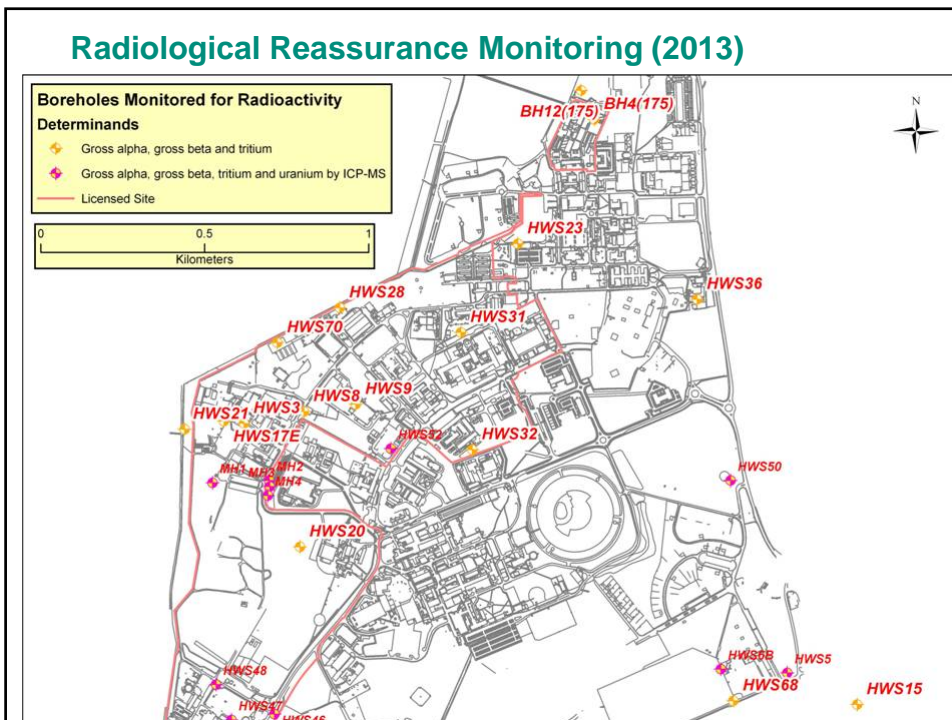 Radiological Reassurance Monitoring (2013)
Boreholes Monitored for Radioactivity
Determinands
Gross alpha, gross beta and tritium
Gross alpha, gross beta, tritium and uranium by ICP-MS
Licensed Site
0 0.5 1
Kilometers
N
BH12(175) BH4(175)
HWS23
HWS36
HWS28
HWS31
HWS70
HWS9
HWS8
HWS3
HWS21
HWS17E
HWS32
MH2
MH1 MH3
MH4
HWS50
HWS20
HWS6B HWS5
HWS48
HWS68 HWS15
HWS47
HWS46